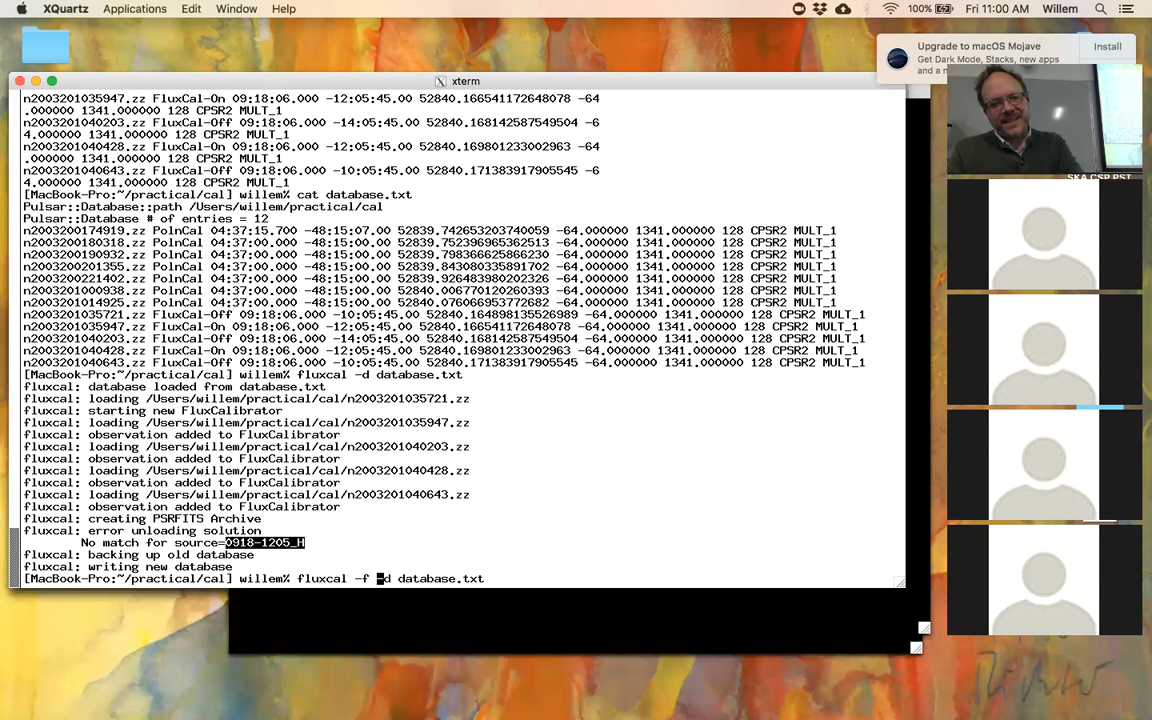 XQuartz Applications Edit Window Help 100% Fri 11:00 AM Willem
Upgrade to macOS Mojave
Get Dark Mode, Stacks, new apps
and a
Install
xterm
n2003201035947.zz FluxCal-On 09:18:06.000 -12:05:45.00 52840.166541172648078 -64
.000000 1341.000000 128 CPSR2 MULT_1
n2003201040203.zz FluxCal-Off 09:18:06.000 -14:05:45.00 52840.168142587549504 -6
4.000000 1341.000000 128 CPSR2 MULT_1
n2003201040428.zz FluxCal-On 09:18:06.000 -12:05:45.00 52840.169801233002963 -64
.000000 1341.000000 128 CPSR2 MULT_1
n2003201040643.zz FluxCal-Off 09:18:06.000 -10:05:45.00 52840.171383917905545 -6
4.000000 1341.000000 128 CPSR2 MULT_1
[MacBook-Pro:~/practical/cal] willem% cat database.txt
Pulsar::Database::path /Users/willem/practical/cal
Pulsar::Database # of entries = 12
n2003200174919.zz PolnCal 04:37:15.700 -48:15:07.00 52839.742653203740059 -64.000000 1341.000000 128 CPSR2 MULT_1
n2003200180318.zz PolnCal 04:37:00.000 -48:15:00.00 52839.752396965362513 -64.000000 1341.000000 128 CPSR2 MULT_1
n2003200190932.zz PolnCal 04:37:00.000 -48:15:00.00 52839.798366625866230 -64.000000 1341.000000 128 CPSR2 MULT_1
n2003200201355.zz PolnCal 04:37:00.000 -48:15:00.00 52839.843080335891702 -64.000000 1341.000000 128 CPSR2 MULT_1
n2003200221402.zz PolnCal 04:37:00.000 -48:15:00.00 52839.926483980202326 -64.000000 1341.000000 128 CPSR2 MULT_1
n2003201000938.zz PolnCal 04:37:00.000 -48:15:00.00 52840.006770120260393 -64.000000 1341.000000 128 CPSR2 MULT_1
n2003201014925.zz PolnCal 04:37:00.000 -48:15:00.00 52840.076066953772682 -64.000000 1341.000000 128 CPSR2 MULT_1
n2003201035721.zz FluxCal-Off 09:18:06.000 -10:05:45.00 52840.164898135526989 -64.000000 1341.000000 128 CPSR2 MULT_1
n2003201035947.zz FluxCal-On 09:18:06.000 -12:05:45.00 52840.166541172648078 -64.000000 1341.000000 128 CPSR2 MULT_1
n2003201040203.zz FluxCal-Off 09:18:06.000 -14:05:45.00 52840.168142587549504 -64.000000 1341.000000 128 CPSR2 MULT_1
n2003201040428.zz FluxCal-On 09:18:06.000 -12:05:45.00 52840.169801233002963 -64.000000 1341.000000 128 CPSR2 MULT_1
n2003201040643.zz FluxCal-Off 09:18:06.000 -10:05:45.00 52840.171383917905545 -64.000000 1341.000000 128 CPSR2 MULT_1
[MacBook-Pro:~/practical/cal] willem% fluxcal -d database.txt
fluxcal: database loaded from database.txt
fluxcal: loading /Users/willem/practical/cal/n2003201035721.zz
fluxcal: starting new FluxCalibrator
fluxcal: loading /Users/willem/practical/cal/n2003201035947.zz
fluxcal: observation added to FluxCalibrator
fluxcal: loading /Users/willem/practical/cal/n2003201040203.zz
fluxcal: observation added to FluxCalibrator
fluxcal: loading /Users/willem/practical/cal/n2003201040428.zz
fluxcal: observation added to FluxCalibrator
fluxcal: loading /Users/willem/practical/cal/n2003201040643.zz
fluxcal: observation added to FluxCalibrator
fluxcal: creating PSRFITS Archive
fluxcal: error unloading solution
No match for source=0918-1205_H
fluxcal: backing up old database
fluxcal: writing new database
[MacBook-Pro:~/practical/cal] willem% fluxcal -f -d database.txt
SKA CSP PST